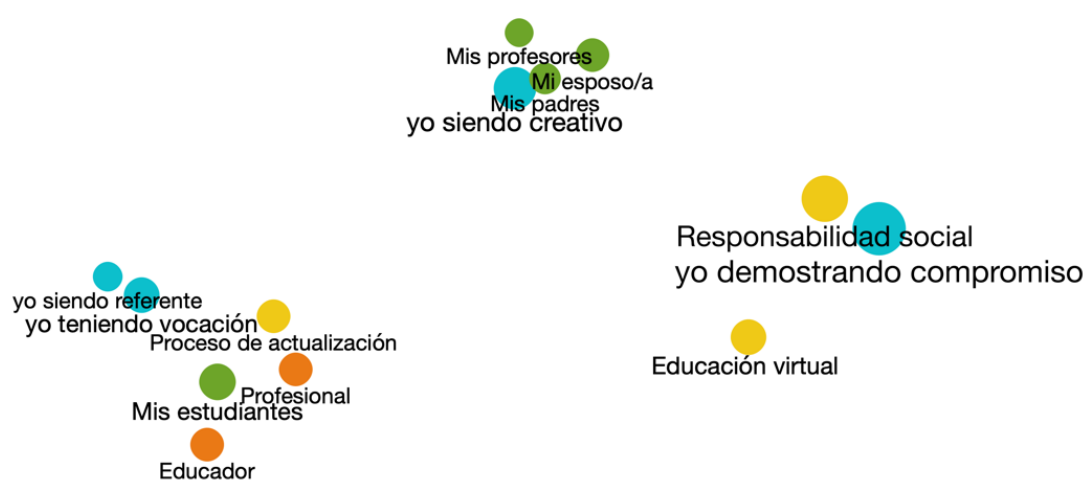 Mis profesores
Mi esposo/a
Mis padres
yo siendo creativo
Responsabilidad social
yo demostrando compromiso
yo siendo referente
yo teniendo vocación
Proceso de actualización
Educación virtual
Profesional
Mis estudiantes
Educador